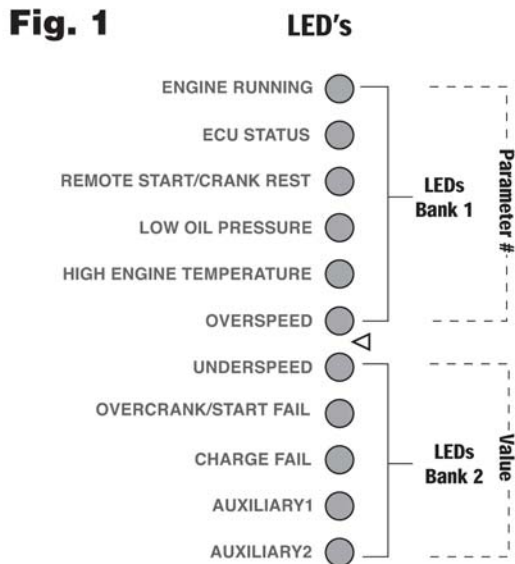 Fig. 1
LED's
ENGINE RUNNING
ECU STATUS
REMOTE START/CRANK REST
LOW OIL PRESSURE
HIGH ENGINE TEMPERATURE
OVERSPEED
LEDs
Bank 1
Parameter #
UNDERSPEED
OVERCRANK/START FAIL
CHARGE FAIL
AUXILIARY1
AUXILIARY2
LEDs
Bank 2
Value